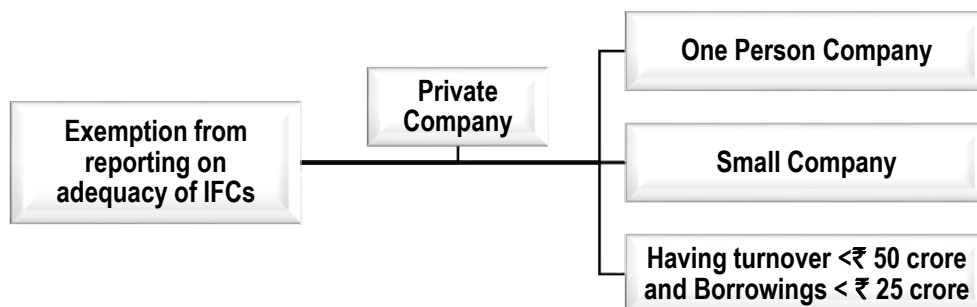 Exemption from
reporting on
adequacy of IFCs
Private
Company
One Person Company
Small Company
Having turnover <₹ 50 crore
and Borrowings < ₹ 25 crore